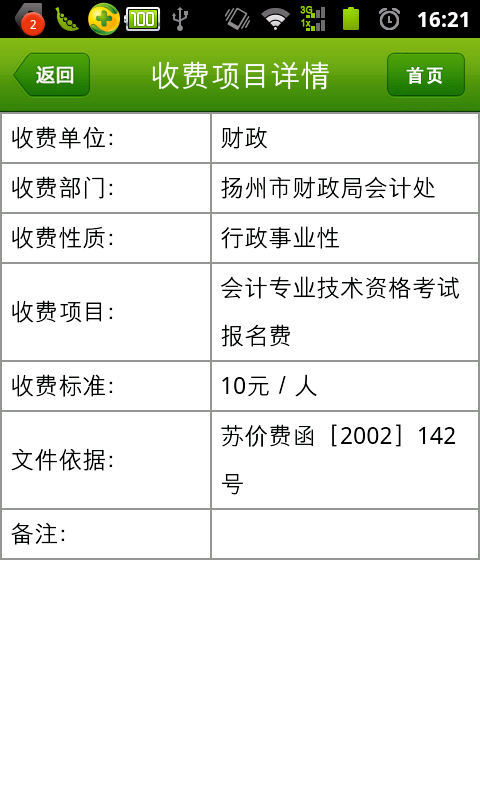 2
100
3G
1x
16:21
返回
收费项目详情
首页
收费单位:
财政
收费部门:
扬州市财政局会计处
收费性质:
行政事业性
收费项目:
会计专业技术资格考试
报名费
收费标准:
10元 / 人
文件依据:
苏价费函［2002］142
号
备注: